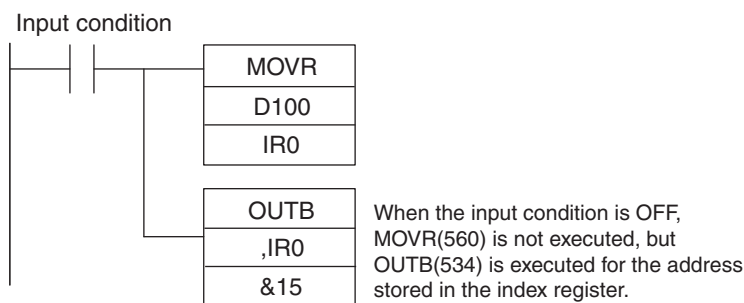 Input condition
MOVR
D100
IR0
OUTB
,IR0
&15
When the input condition is OFF,
MOVR(560) is not executed, but
OUTB(534) is executed for the address
stored in the index register.